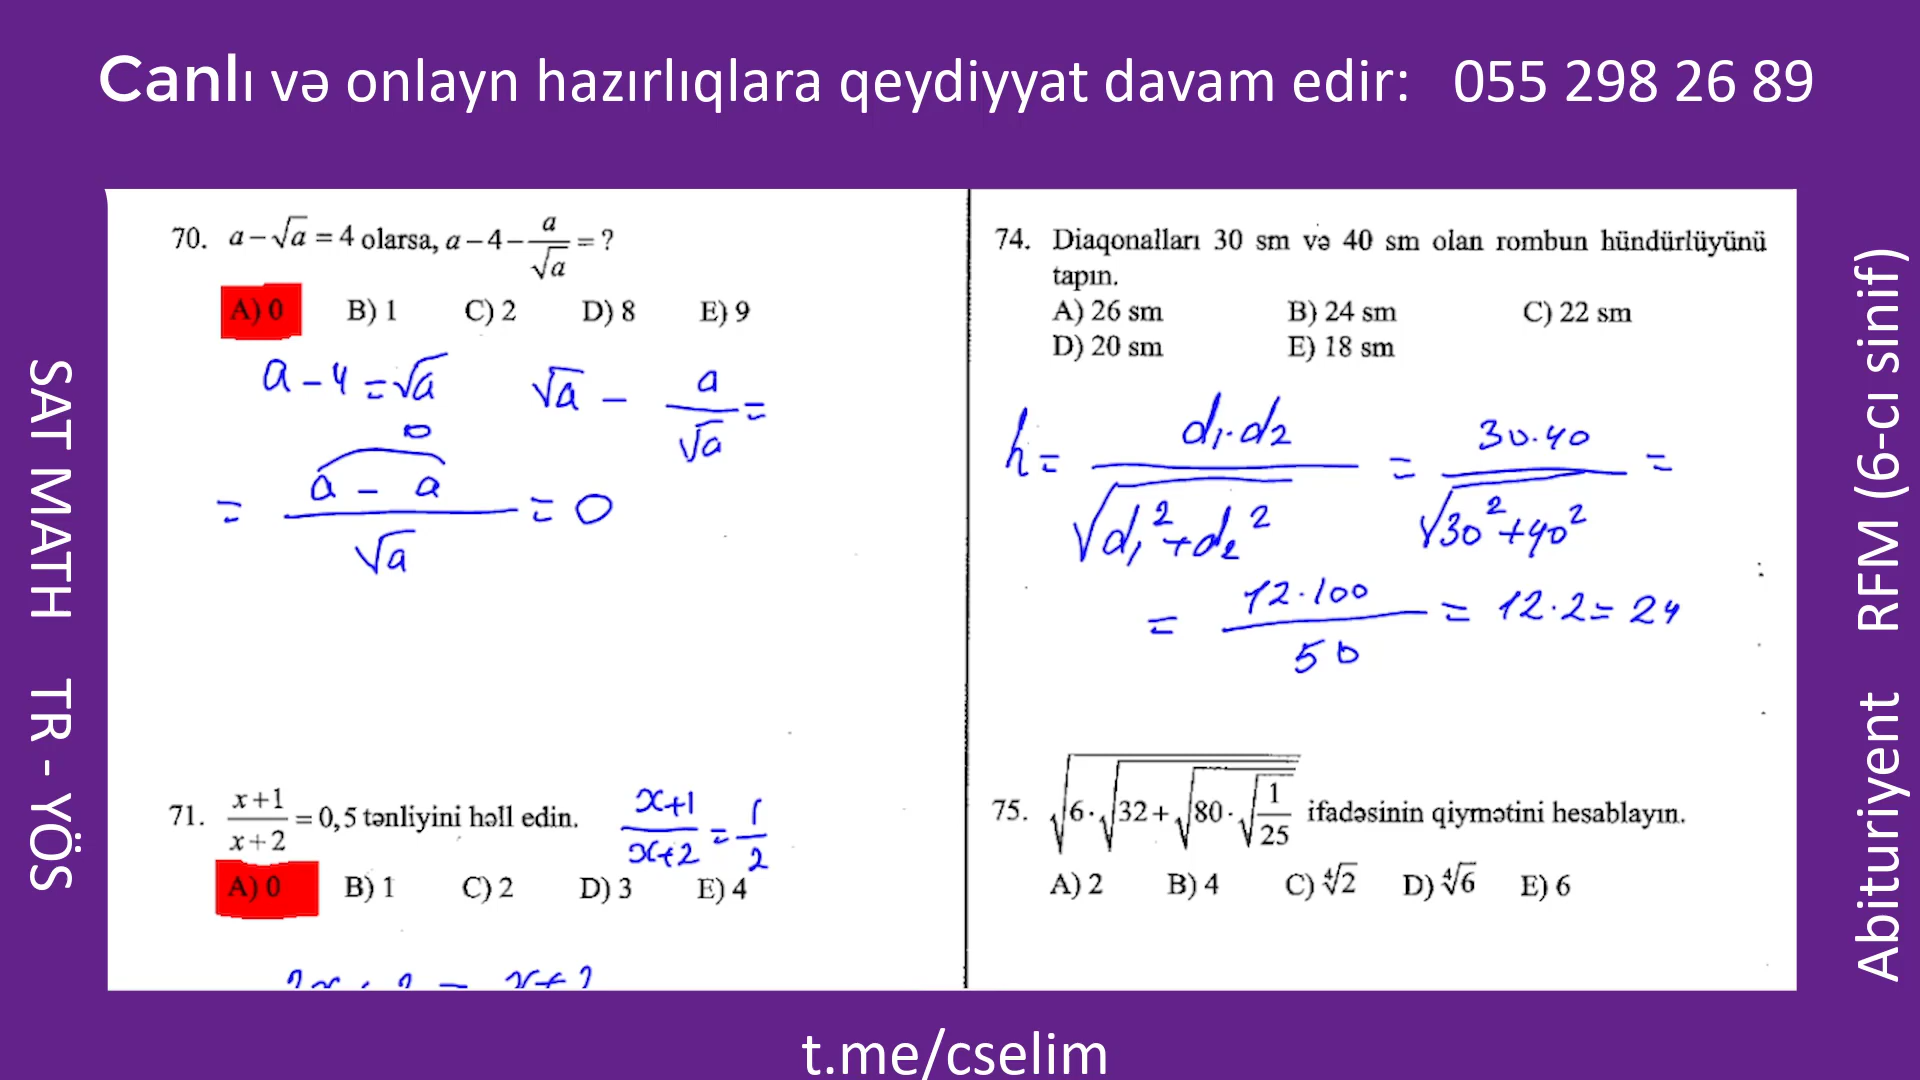 Canlı və onlayn hazırlıqlara qeydiyyat davam edir: 055 298 26 89
SAT MATH TR - YÖS
70. a−√a = 4 olarsa, a−4−a/√a = ?
A) 0 B) 1 C) 2 D) 8 E) 9
a − 4 = √a √a − a/√a =
0
= (a − a)/√a = 0
71. (x+1)/(x+2) = 0,5 tənliyini həll edin. (x+1)/(x+2) = 1/2
A) 0 B) 1 C) 2 D) 3 E) 4
74. Diaqonalları 30 sm və 40 sm olan rombun hündürlüyünü
tapın.
A) 26 sm B) 24 sm C) 22 sm
D) 20 sm E) 18 sm
h = d₁·d₂/√(d₁²+d₂²) = 30·40/√(30²+40²) =
= 12·100/50 = 12·2 = 24
75. √(6·√(32+√(80·√(1/25)))) ifadəsinin qiymətini hesablayın.
A) 2 B) 4 C) ∜2 D) ∜6 E) 6
Abituriyent RFM (6-cı sinif)
t.me/cselim